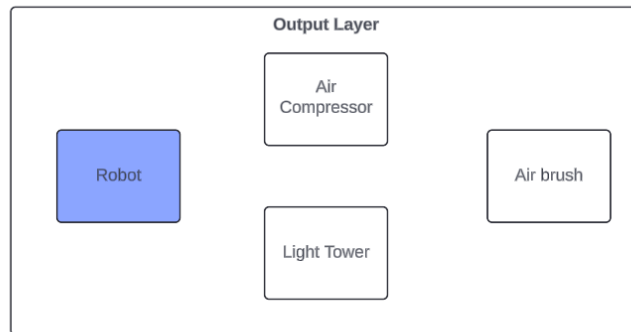 Output Layer
Air
Compressor
Robot
Air brush
Light Tower